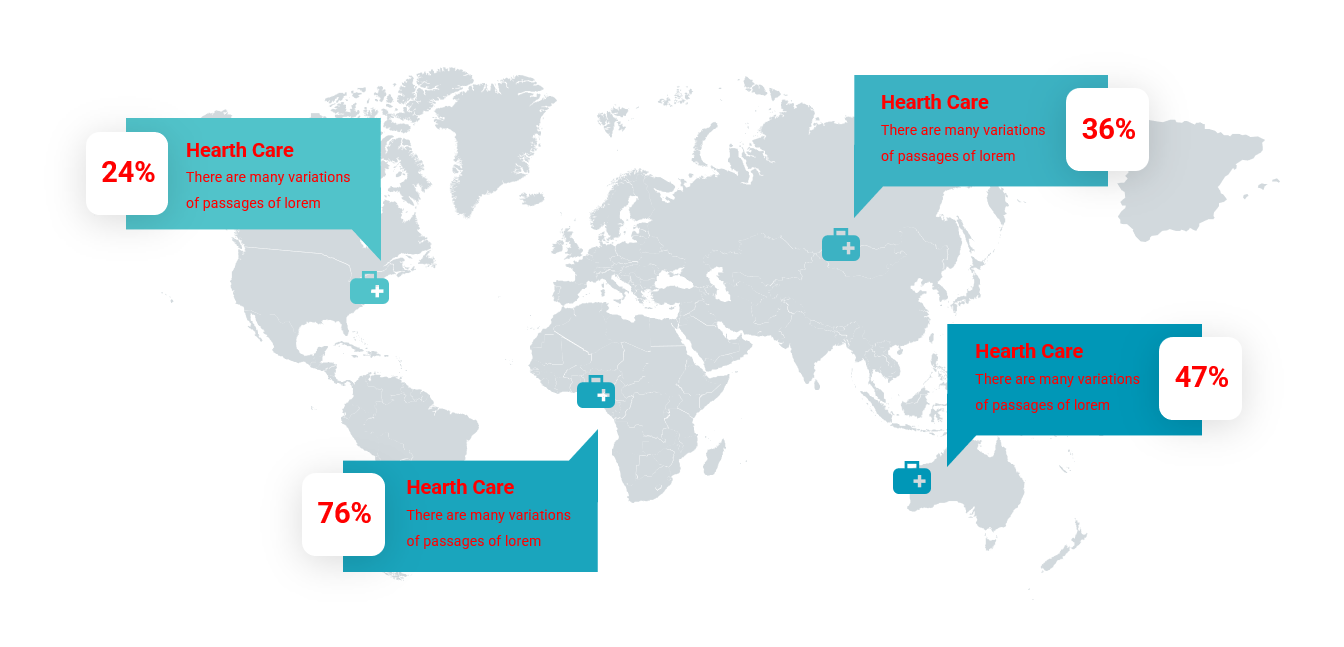 Hearth Care
There are many variations
of passages of lorem
36%
Hearth Care
There are many variations
of passages of lorem
24%
Hearth Care
There are many variations
of passages of lorem
47%
Hearth Care
There are many variations
of passages of lorem
76%